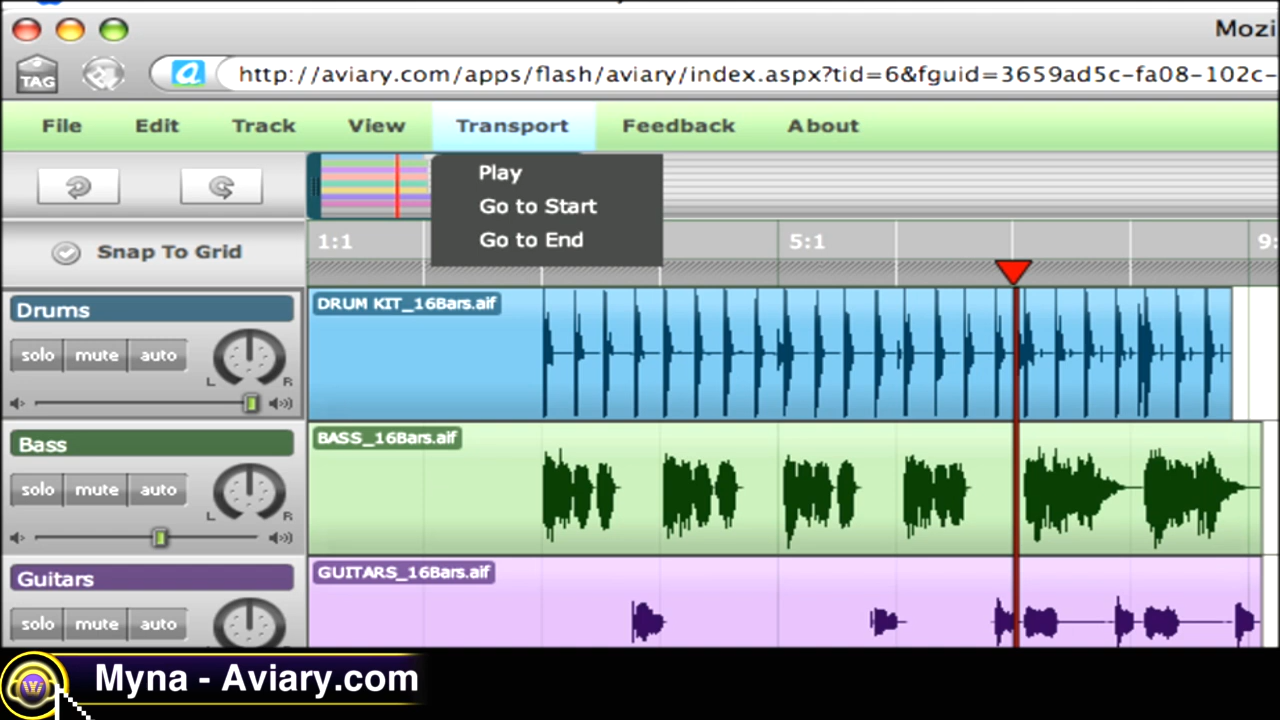 Mozi
TAG
http://aviary.com/apps/flash/aviary/index.aspx?tid=6&fguid=3659ad5c-fa08-102c-
File Edit Track View Transport Feedback About
Play
Go to Start
Go to End
1:1 5:1 9:
Snap To Grid
Drums
DRUM KIT_16Bars.aif
solo mute auto
L R
Bass
BASS_16Bars.aif
solo mute auto
L R
Guitars
GUITARS_16Bars.aif
solo mute auto
Myna - Aviary.com